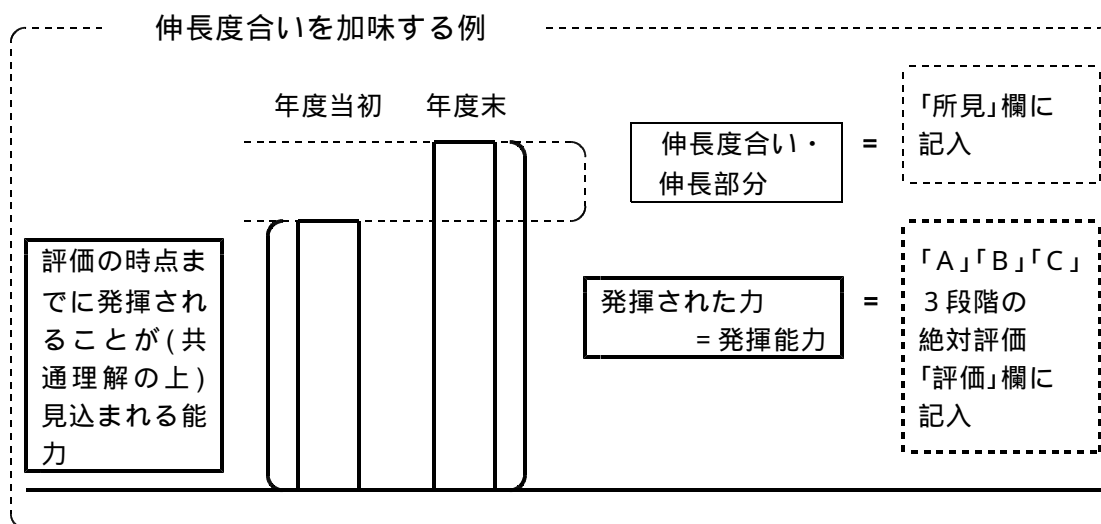 伸長度合いを加味する例
年度当初 年度末
「所見」欄に
記入
伸長度合い・
伸長部分
=
評価の時点ま
でに発揮され
ることが(共
通理解の上)
見込まれる能
力
発揮された力
=発揮能力
=
「A」「B」「C」
3段階の
絶対評価
「評価」欄に
記入